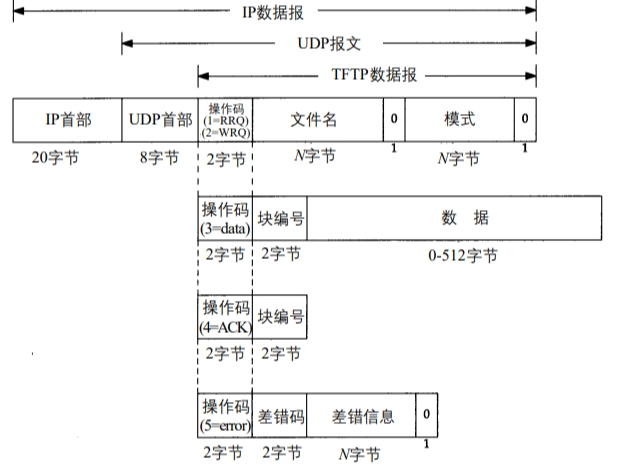 IP数据报
UDP报文
TFTP数据报
IP首部 UDP首部 操作码 (1=RRQ) (2=WRQ) 文件名 0 模式 0
20字节 8字节 2字节 N字节 1 N字节 1
操作码 (3=data) 块编号 数 据
2字节 2字节 0-512字节
操作码 (4=ACK) 块编号
2字节 2字节
操作码 (5=error) 差错码 差错信息 0
2字节 2字节 N字节 1